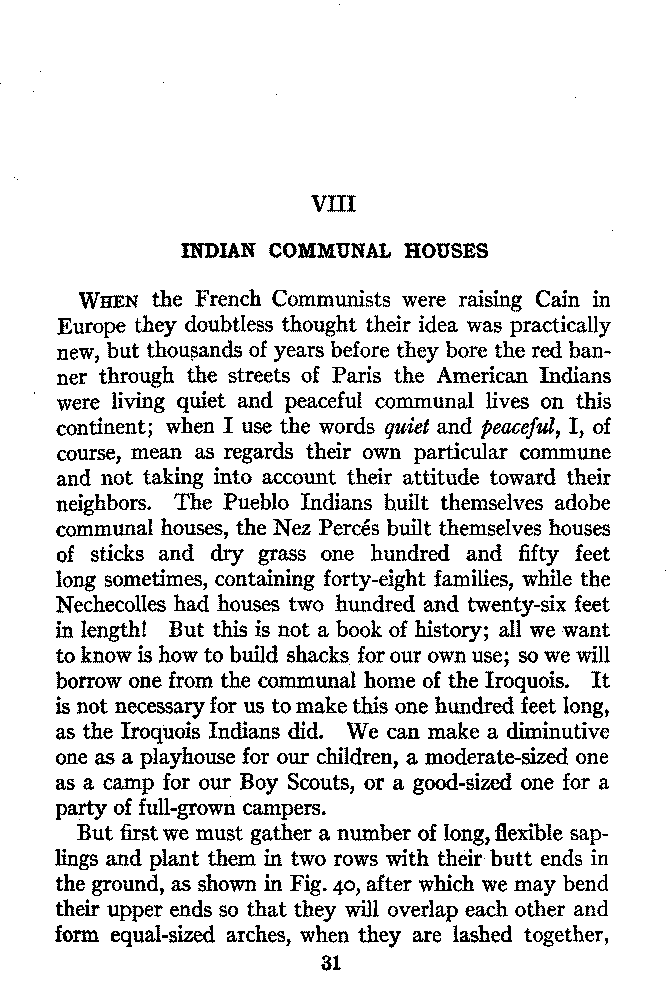 VIII
INDIAN COMMUNAL HOUSES
WHEN the French Communists were raising Cain in
Europe they doubtless thought their idea was practically
new, but thousands of years before they bore the red ban-
ner through the streets of Paris the American Indians
were living quiet and peaceful communal lives on this
continent; when I use the words quiet and peaceful, I, of
course, mean as regards their own particular commune
and not taking into account their attitude toward their
neighbors. The Pueblo Indians built themselves adobe
communal houses, the Nez Percés built themselves houses
of sticks and dry grass one hundred and fifty feet
long sometimes, containing forty-eight families, while the
Nechecolles had houses two hundred and twenty-six feet
in length! But this is not a book of history; all we want
to know is how to build shacks for our own use; so we will
borrow one from the communal home of the Iroquois. It
is not necessary for us to make this one hundred feet long,
as the Iroquois Indians did. We can make a diminutive
one as a playhouse for our children, a moderate-sized one
as a camp for our Boy Scouts, or a good-sized one for a
party of full-grown campers.
But first we must gather a number of long, flexible sap-
lings and plant them in two rows with their butt ends in
the ground, as shown in Fig. 40, after which we may bend
their upper ends so that they will overlap each other and
form equal-sized arches, when they are lashed together,
31